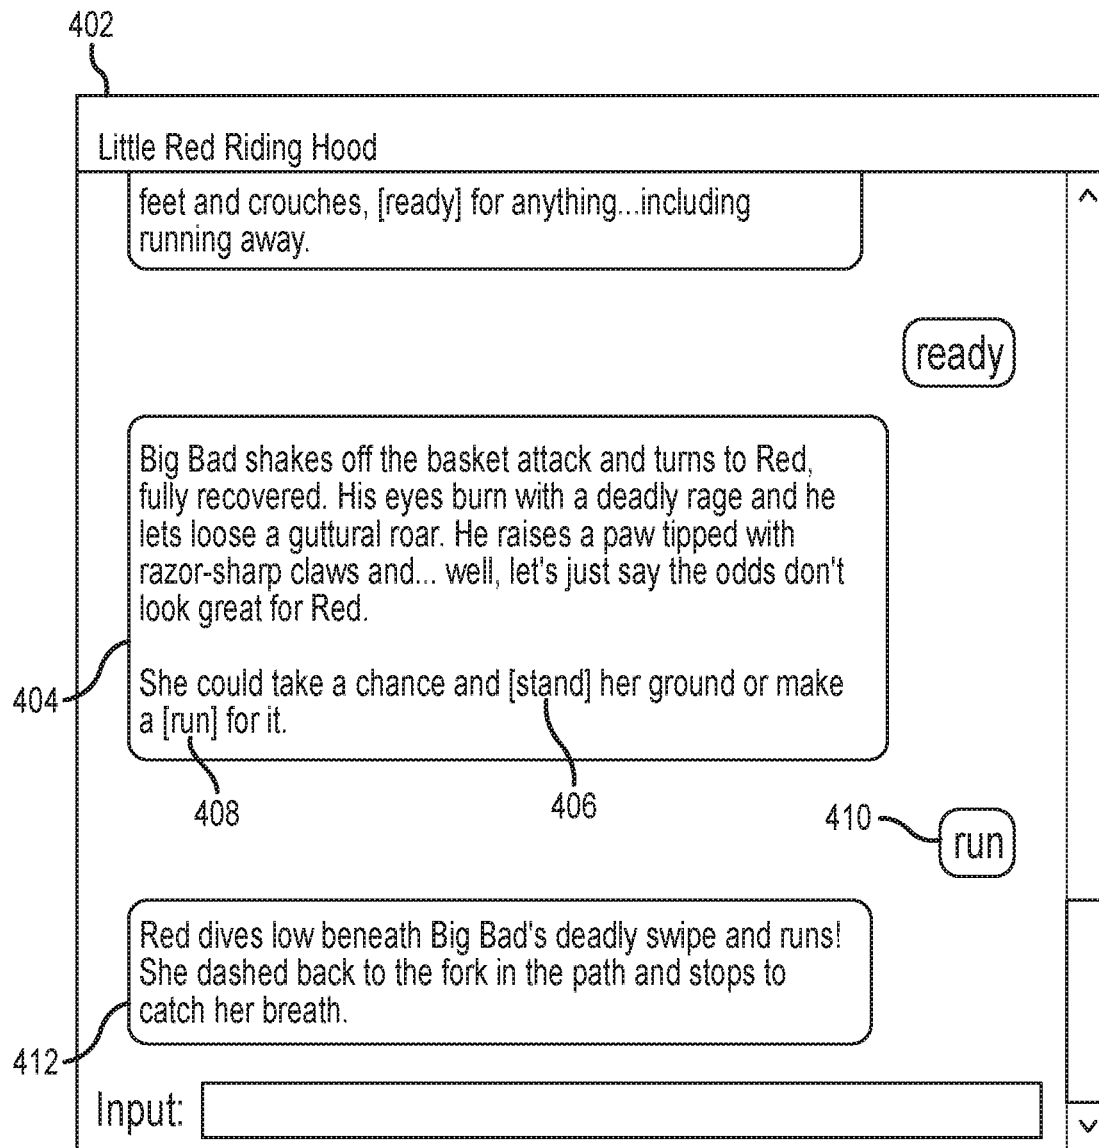 402
Little Red Riding Hood
feet and crouches, [ready] for anything...including
running away.
ready
Big Bad shakes off the basket attack and turns to Red,
fully recovered. His eyes burn with a deadly rage and he
lets loose a guttural roar. He raises a paw tipped with
razor-sharp claws and... well, let's just say the odds don't
look great for Red.
She could take a chance and [stand] her ground or make
a [run] for it.
404
408
406
410
run
Red dives low beneath Big Bad's deadly swipe and runs!
She dashed back to the fork in the path and stops to
catch her breath.
412
Input: